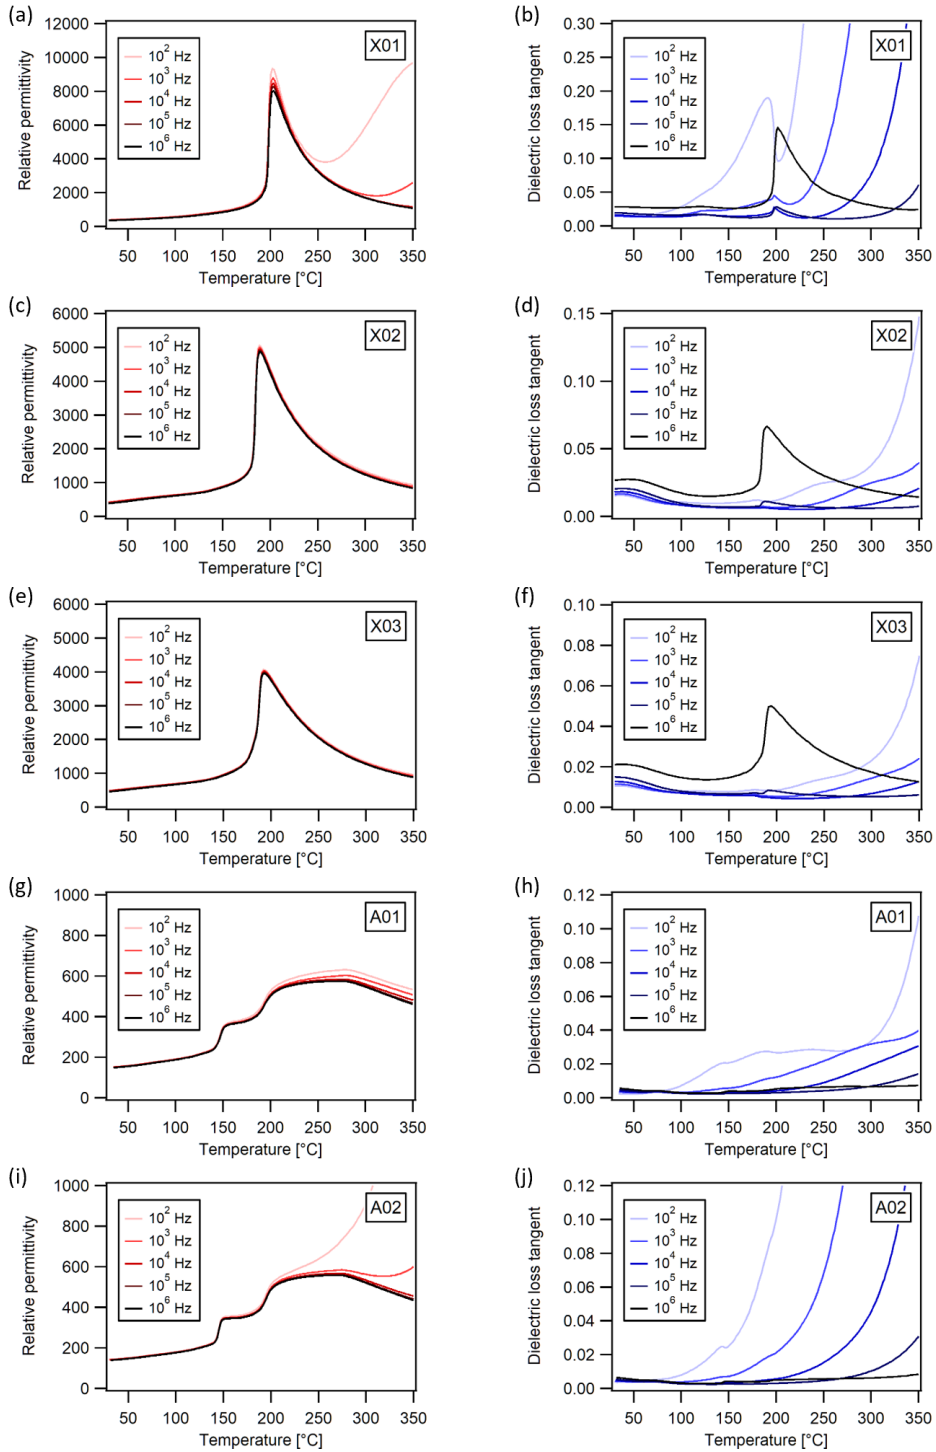 (a)
12000
10000
8000
6000
4000
2000
0
Relative permittivity
10² Hz
10³ Hz
10⁴ Hz
10⁵ Hz
10⁶ Hz
X01
50 100 150 200 250 300 350
Temperature [°C]
(b)
0.30
0.25
0.20
0.15
0.10
0.05
0.00
Dielectric loss tangent
10² Hz
10³ Hz
10⁴ Hz
10⁵ Hz
10⁶ Hz
X01
50 100 150 200 250 300 350
Temperature [°C]
(c)
6000
5000
4000
3000
2000
1000
0
Relative permittivity
10² Hz
10³ Hz
10⁴ Hz
10⁵ Hz
10⁶ Hz
X02
50 100 150 200 250 300 350
Temperature [°C]
(d)
0.15
0.10
0.05
0.00
Dielectric loss tangent
10² Hz
10³ Hz
10⁴ Hz
10⁵ Hz
10⁶ Hz
X02
50 100 150 200 250 300 350
Temperature [°C]
(e)
6000
5000
4000
3000
2000
1000
0
Relative permittivity
10² Hz
10³ Hz
10⁴ Hz
10⁵ Hz
10⁶ Hz
X03
50 100 150 200 250 300 350
Temperature [°C]
(f)
0.10
0.08
0.06
0.04
0.02
0.00
Dielectric loss tangent
10² Hz
10³ Hz
10⁴ Hz
10⁵ Hz
10⁶ Hz
X03
50 100 150 200 250 300 350
Temperature [°C]
(g)
1000
800
600
400
200
0
Relative permittivity
10² Hz
10³ Hz
10⁴ Hz
10⁵ Hz
10⁶ Hz
A01
50 100 150 200 250 300 350
Temperature [°C]
(h)
0.12
0.10
0.08
0.06
0.04
0.02
0.00
Dielectric loss tangent
10² Hz
10³ Hz
10⁴ Hz
10⁵ Hz
10⁶ Hz
A01
50 100 150 200 250 300 350
Temperature [°C]
(i)
1000
800
600
400
200
0
Relative permittivity
10² Hz
10³ Hz
10⁴ Hz
10⁵ Hz
10⁶ Hz
A02
50 100 150 200 250 300 350
Temperature [°C]
(j)
0.12
0.10
0.08
0.06
0.04
0.02
0.00
Dielectric loss tangent
10² Hz
10³ Hz
10⁴ Hz
10⁵ Hz
10⁶ Hz
A02
50 100 150 200 250 300 350
Temperature [°C]